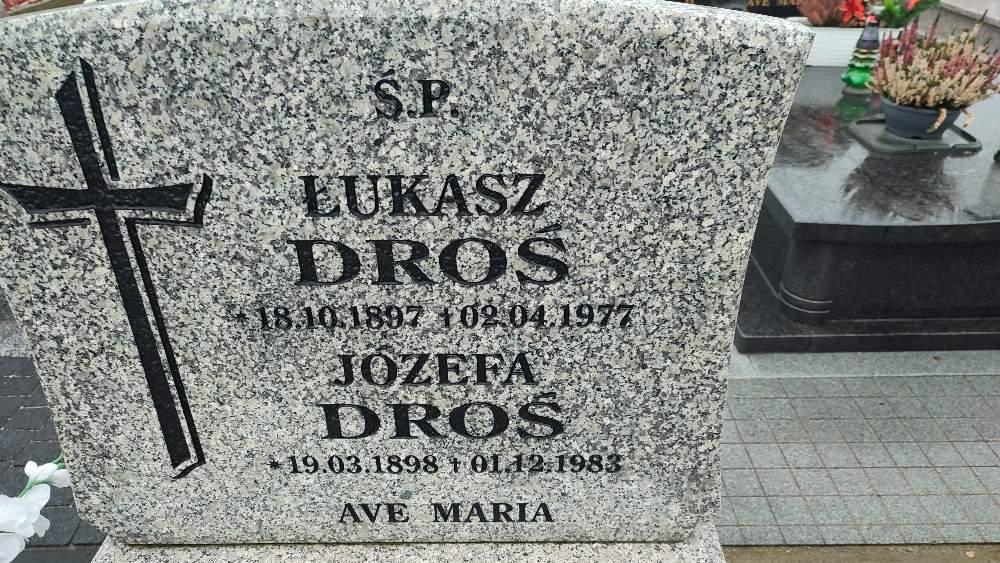 Ś.P.
ŁUKASZ
DROŚ
* 18.10.1897 † 02.04.1977
JÓZEFA
DROŚ
* 19.03.1898 † 01.12.1983
AVE MARIA